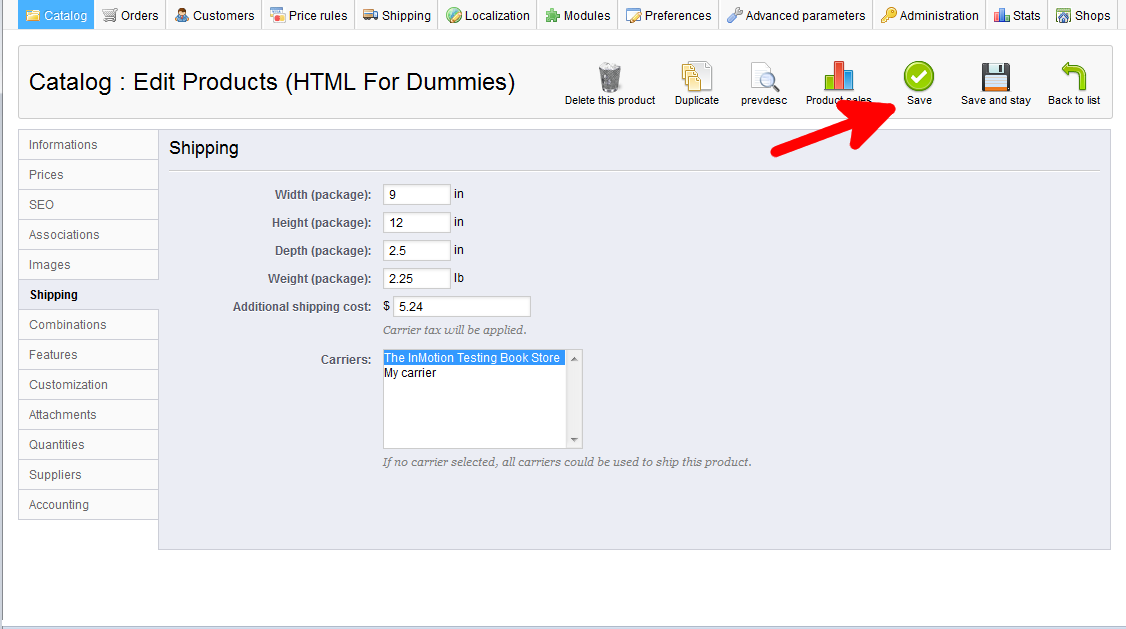 Catalog Orders Customers Price rules Shipping Localization Modules Preferences Advanced parameters Administration Stats Shops
Catalog : Edit Products (HTML For Dummies)
Delete this product Duplicate prevdesc Product sales Save Save and stay Back to list
Informations
Prices
SEO
Associations
Images
Shipping
Combinations
Features
Customization
Attachments
Quantities
Suppliers
Accounting
Shipping
Width (package): 9 in
Height (package): 12 in
Depth (package): 2.5 in
Weight (package): 2.25 lb
Additional shipping cost: $ 5.24
Carrier tax will be applied.
Carriers: The InMotion Testing Book Store
My carrier
If no carrier selected, all carriers could be used to ship this product.